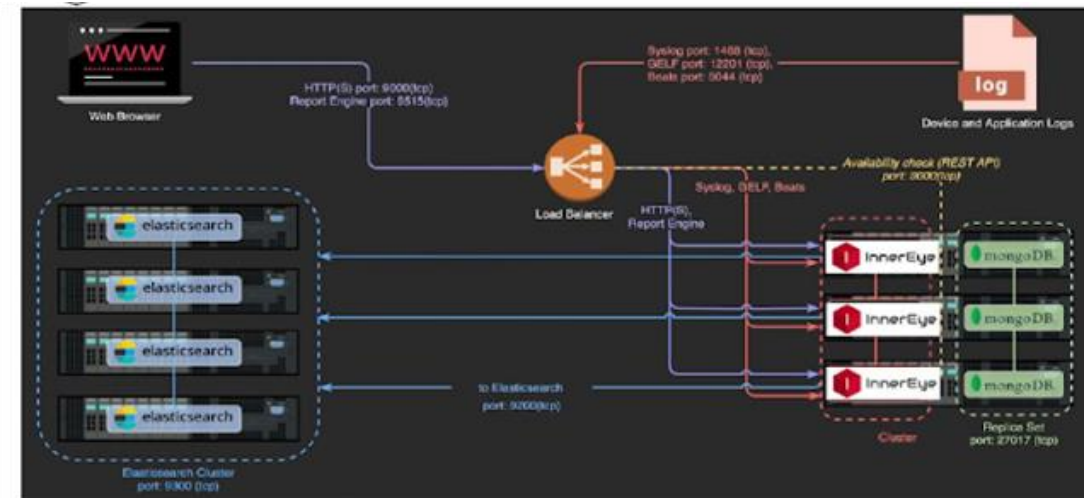 WWW
Web Browser
HTTP(S) port: 9000(tcp)
Report Engine port: 8515(tcp)
Syslog port: 1468 (tcp),
GELF port: 12201 (tcp),
Beats port: 5044 (tcp)
log
Device and Application Logs
Load Balancer
Availability check (REST API)
port: 9000(tcp)
Syslog, GELF, Beats
HTTP(S),
Report Engine
elasticsearch
elasticsearch
elasticsearch
elasticsearch
InnerEye
mongoDB
InnerEye
mongoDB
InnerEye
mongoDB
to Elasticsearch
port: 9200(tcp)
Cluster
Replica Set
port: 27017 (tcp)
Elasticsearch Cluster
port: 9300 (tcp)